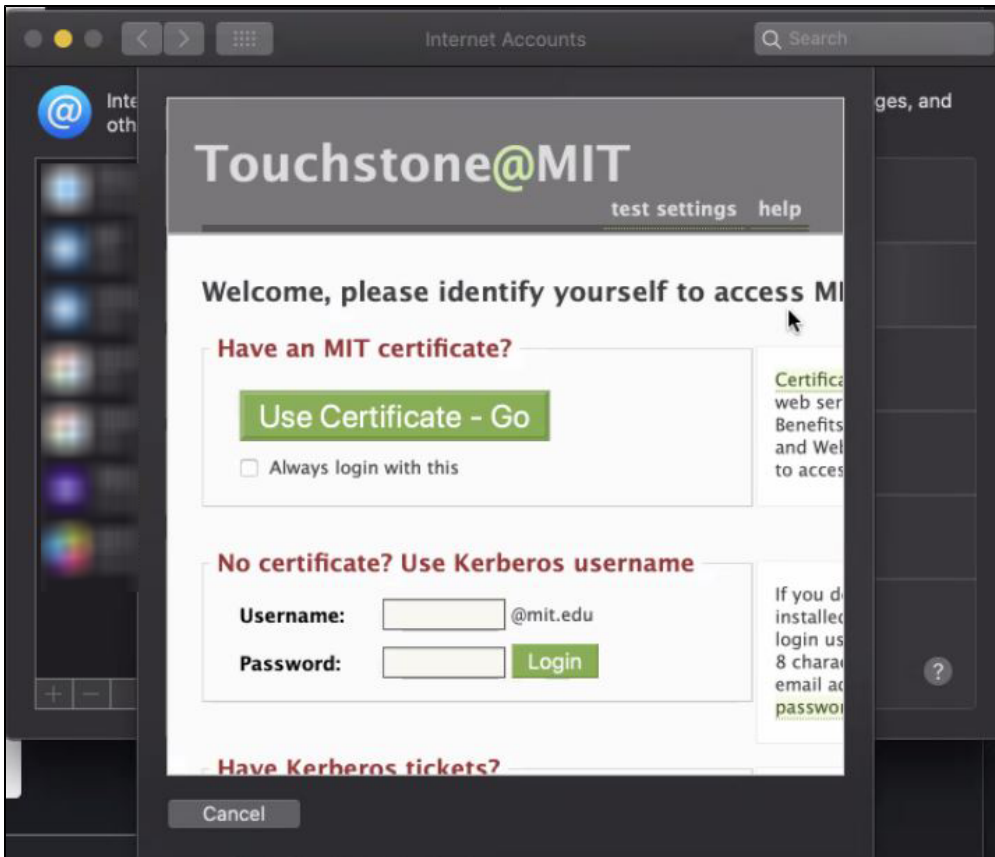 Internet Accounts
Search
Inte
ges, and
oth
Touchstone@MIT
test settings help
Welcome, please identify yourself to access MI
Have an MIT certificate?
Use Certificate - Go
Always login with this
Certifica
web ser
Benefits
and Wel
to acces
No certificate? Use Kerberos username
Username: @mit.edu
Password: Login
If you d
installed
login us
8 charac
email ad
passwor
?
Have Kerberos tickets?
Cancel